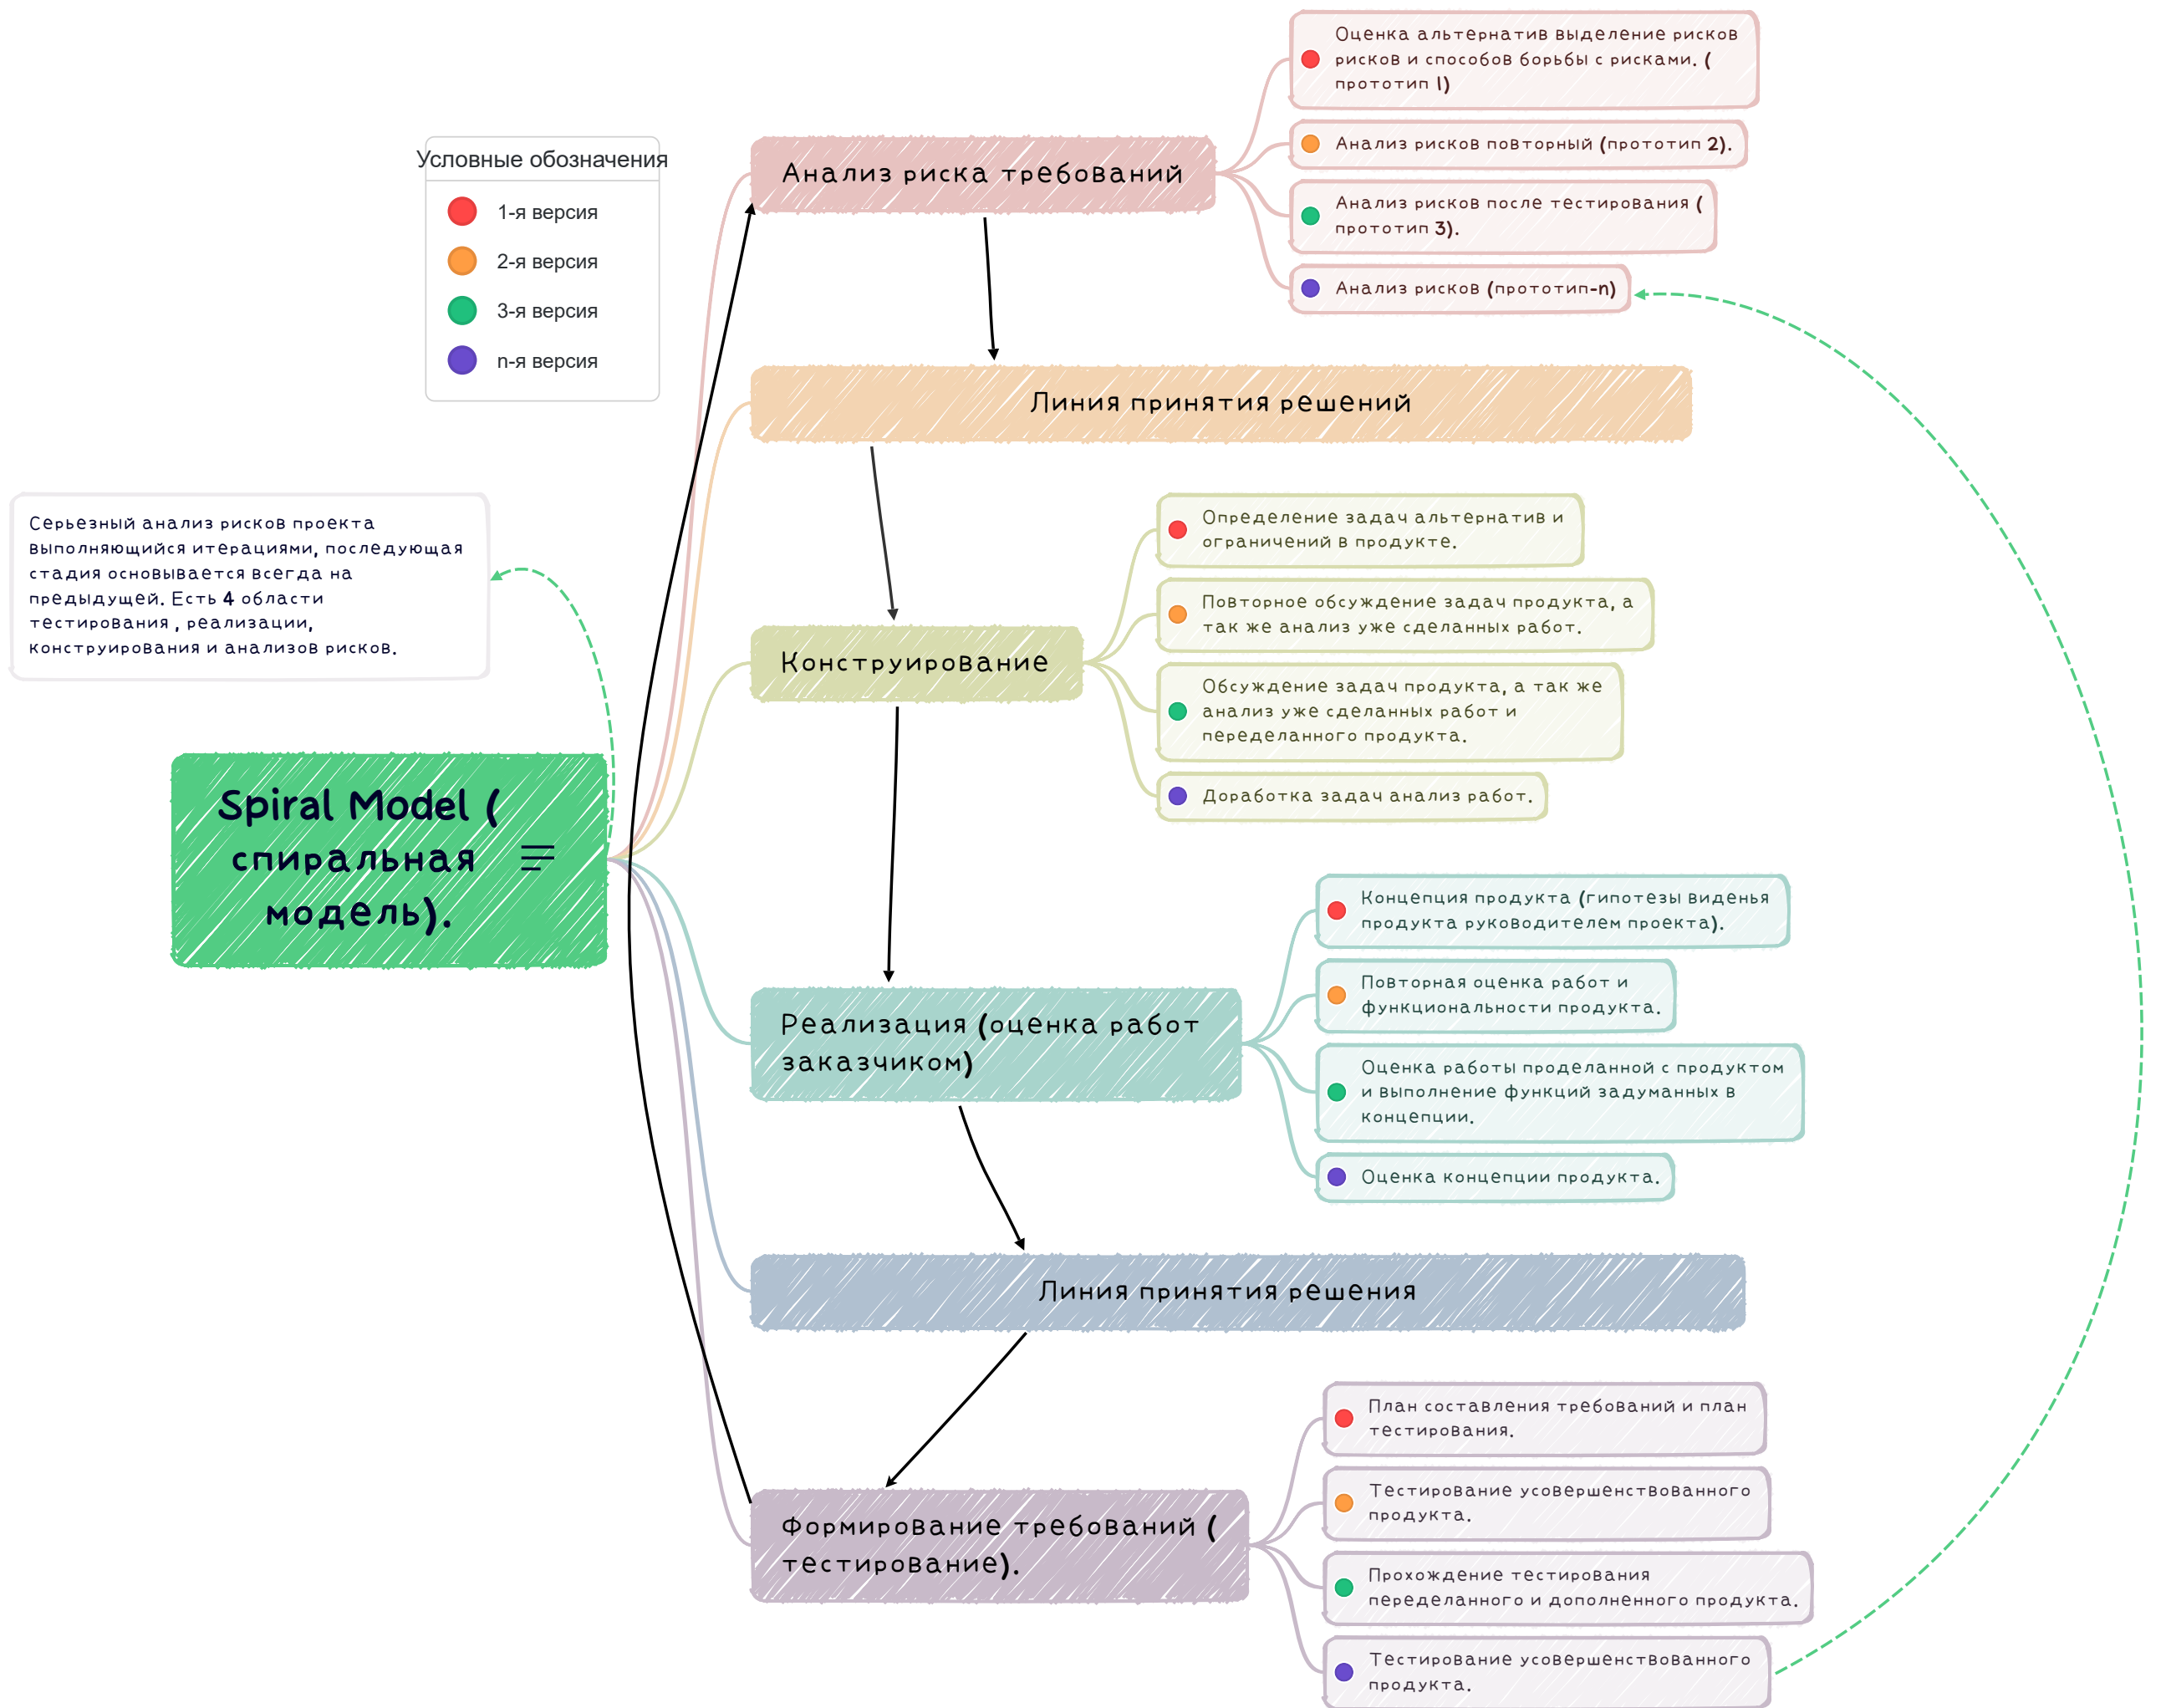 Условные обозначения
1-я версия
2-я версия
3-я версия
n-я версия
Серьезный анализ рисков проекта
выполняющийся итерациями, последующая
стадия основывается всегда на
предыдущей. Есть 4 области
тестирования , реализации,
конструирования и анализов рисков.
Spiral Model (
спиральная
модель).
Анализ риска требований
Оценка альтернатив выделение рисков
рисков и способов борьбы с рисками. (
прототип 1)
Анализ рисков повторный (прототип 2).
Анализ рисков после тестирования (
прототип 3).
Анализ рисков (прототип-n)
Линия принятия решений
Конструирование
Определение задач альтернатив и
ограничений в продукте.
Повторное обсуждение задач продукта, а
так же анализ уже сделанных работ.
Обсуждение задач продукта, а так же
анализ уже сделанных работ и
переделанного продукта.
Доработка задач анализ работ.
Реализация (оценка работ
заказчиком)
Концепция продукта (гипотезы виденья
продукта руководителем проекта).
Повторная оценка работ и
функциональности продукта.
Оценка работы проделанной с продуктом
и выполнение функций задуманных в
концепции.
Оценка концепции продукта.
Линия принятия решения
Формирование требований (
тестирование).
План составления требований и план
тестирования.
Тестирование усовершенствованного
продукта.
Прохождение тестирования
переделанного и дополненного продукта.
Тестирование усовершенствованного
продукта.